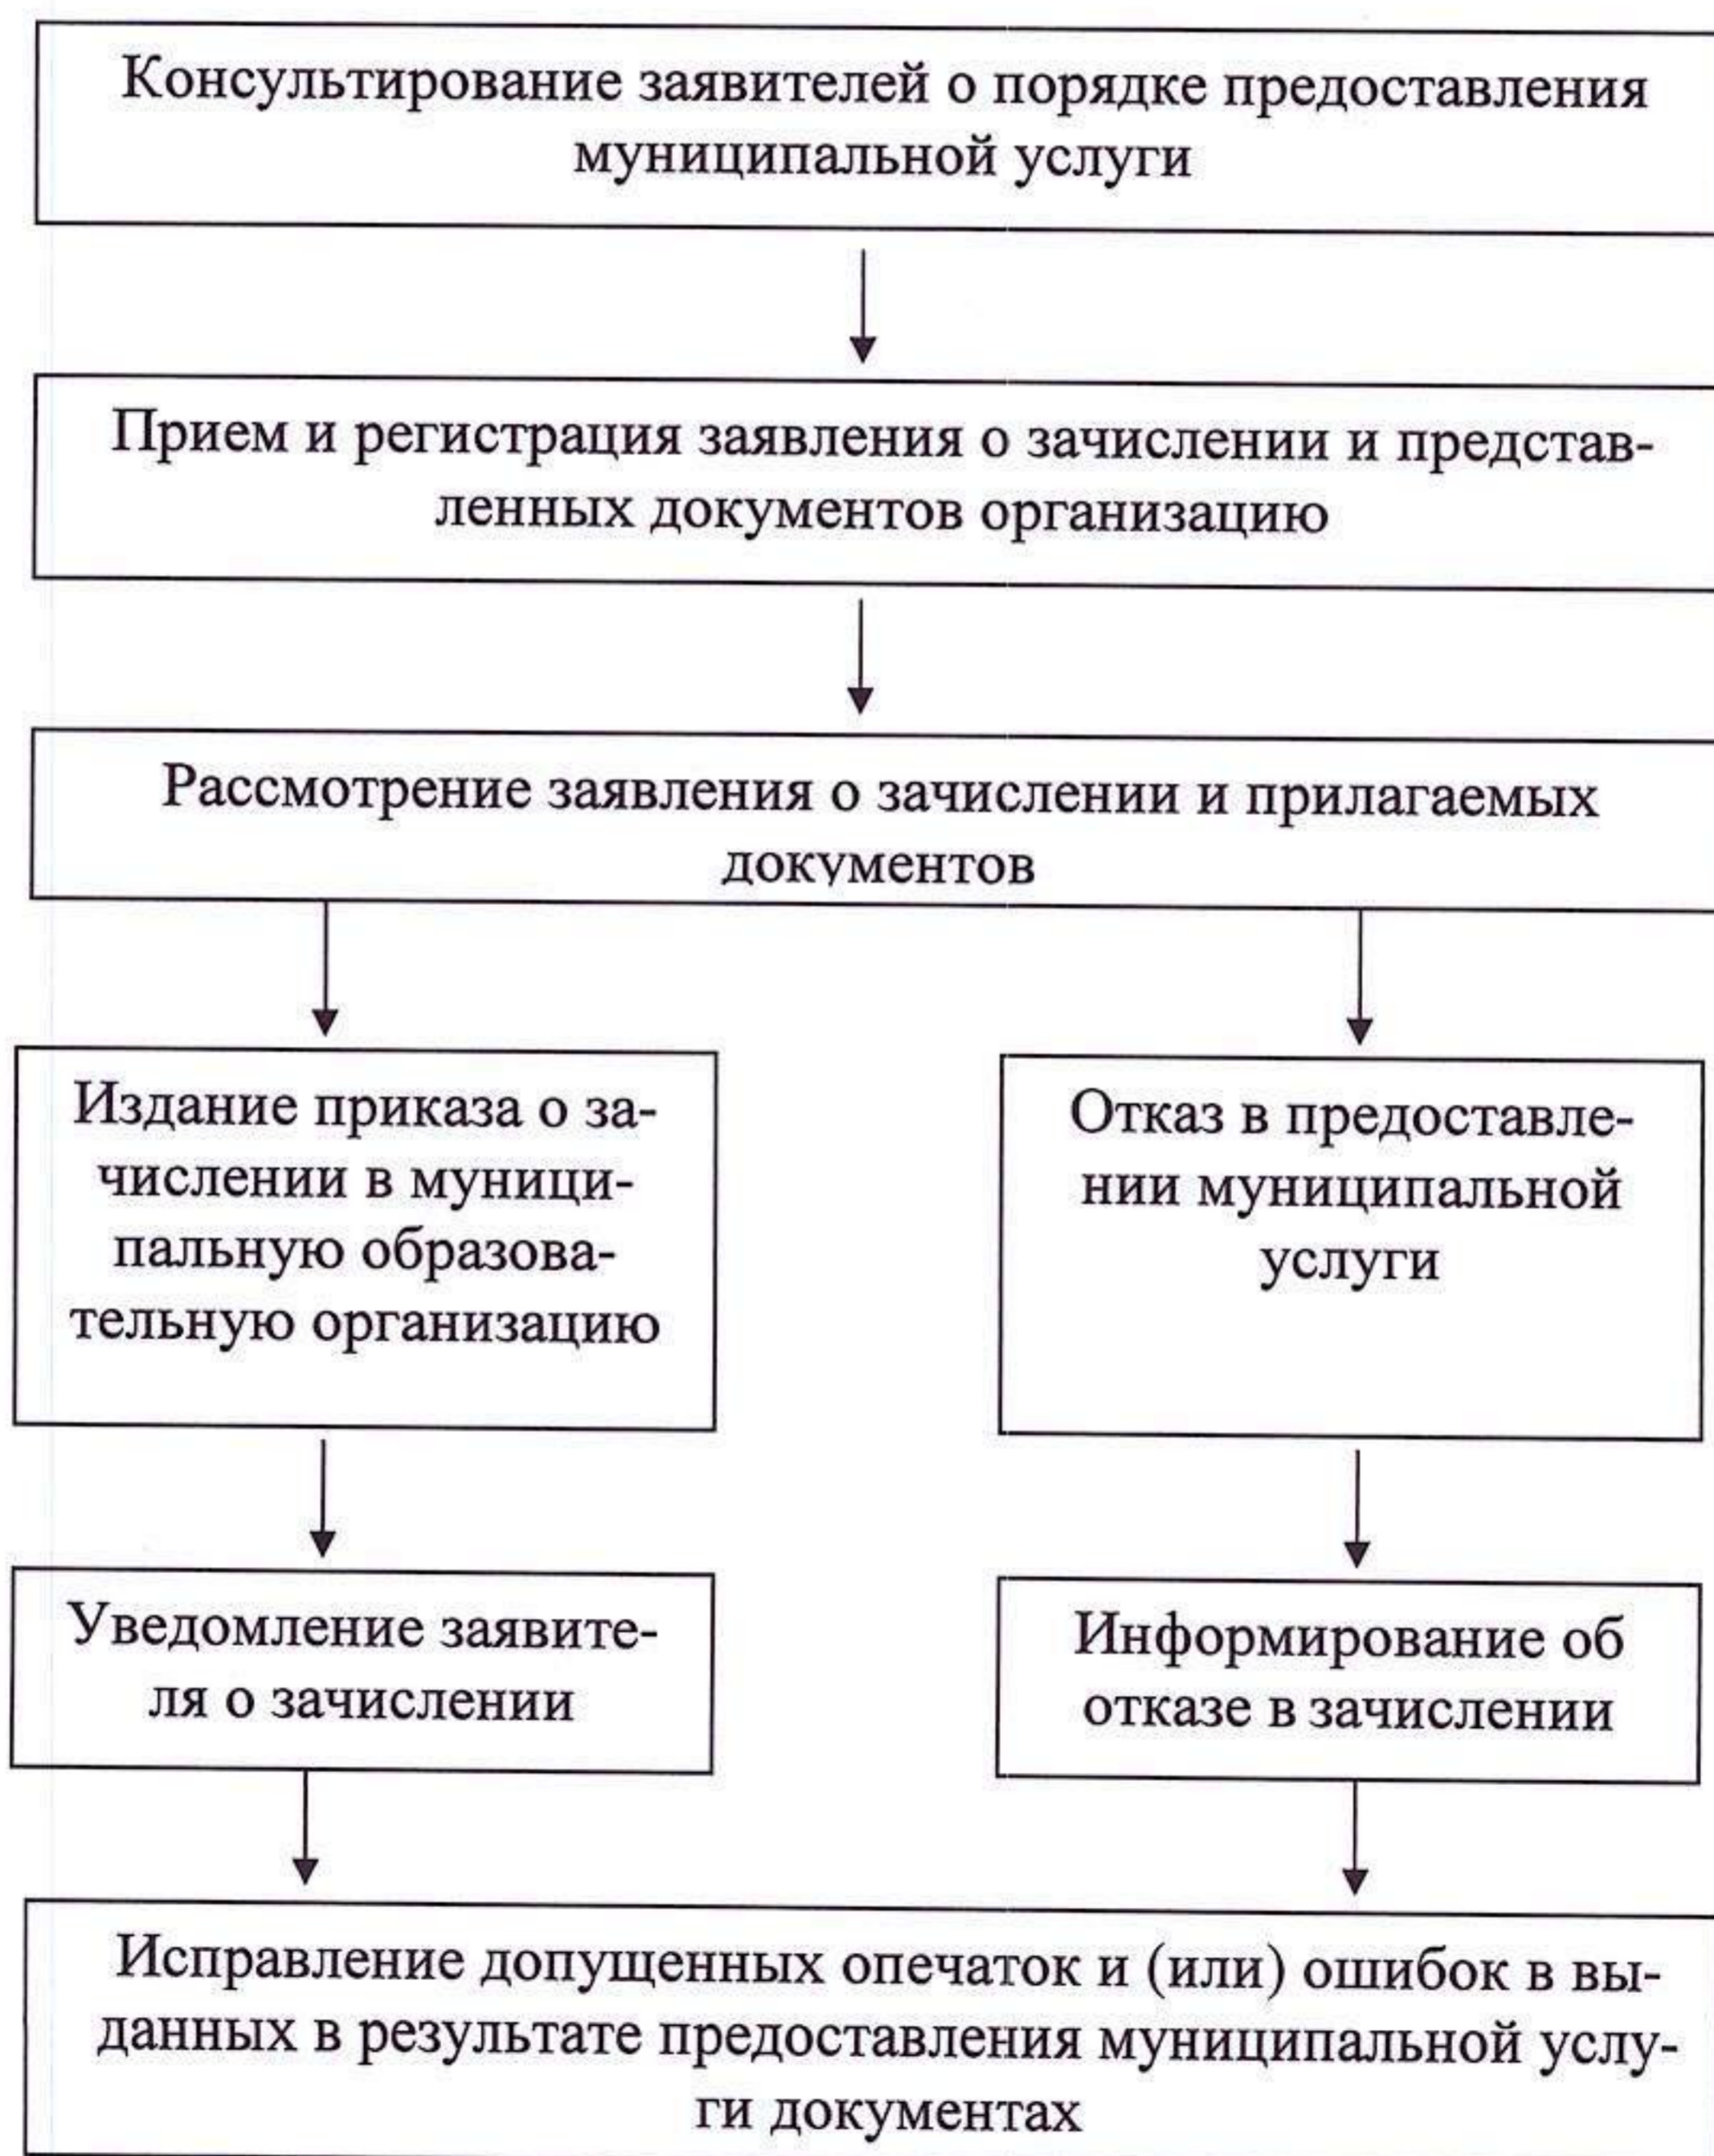 Консультирование заявителей о порядке предоставления
муниципальной услуги
Прием и регистрация заявления о зачислении и представ-
ленных документов организацию
Рассмотрение заявления о зачислении и прилагаемых
документов
Издание приказа о за-
числении в муници-
пальную образова-
тельную организацию
Отказ в предоставле-
нии муниципальной
услуги
Уведомление заявите-
ля о зачислении
Информирование об
отказе в зачислении
Исправление допущенных опечаток и (или) ошибок в вы-
данных в результате предоставления муниципальной услу-
ги документах